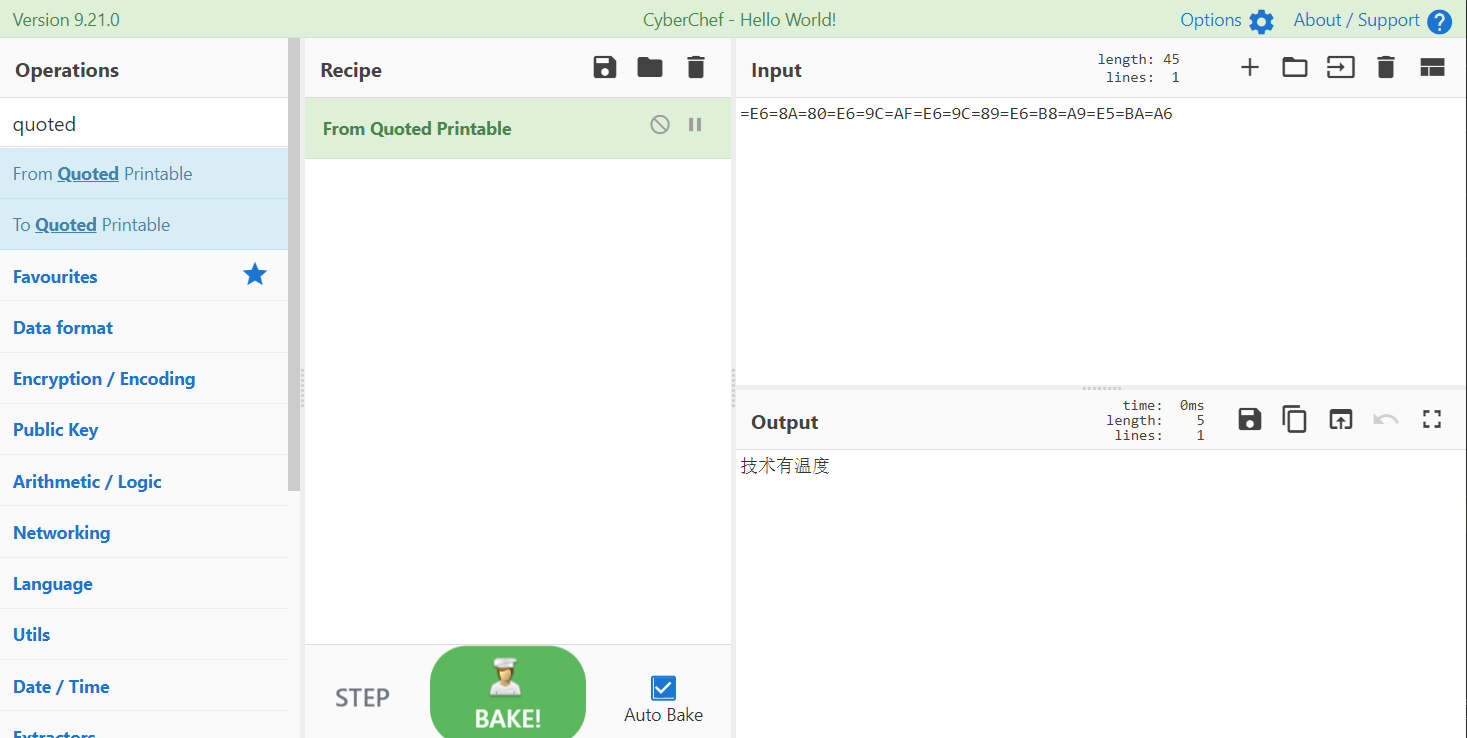 Version 9.21.0
CyberChef - Hello World!
Options
About / Support
Operations
quoted
From Quoted Printable
To Quoted Printable
Favourites
Data format
Encryption / Encoding
Public Key
Arithmetic / Logic
Networking
Language
Utils
Date / Time
Extractors
Recipe
From Quoted Printable
STEP
BAKE!
Auto Bake
Input
length: 45
lines: 1
=E6=8A=80=E6=9C=AF=E6=9C=89=E6=B8=A9=E5=BA=A6
Output
time: 0ms
length: 5
lines: 1
技术有温度